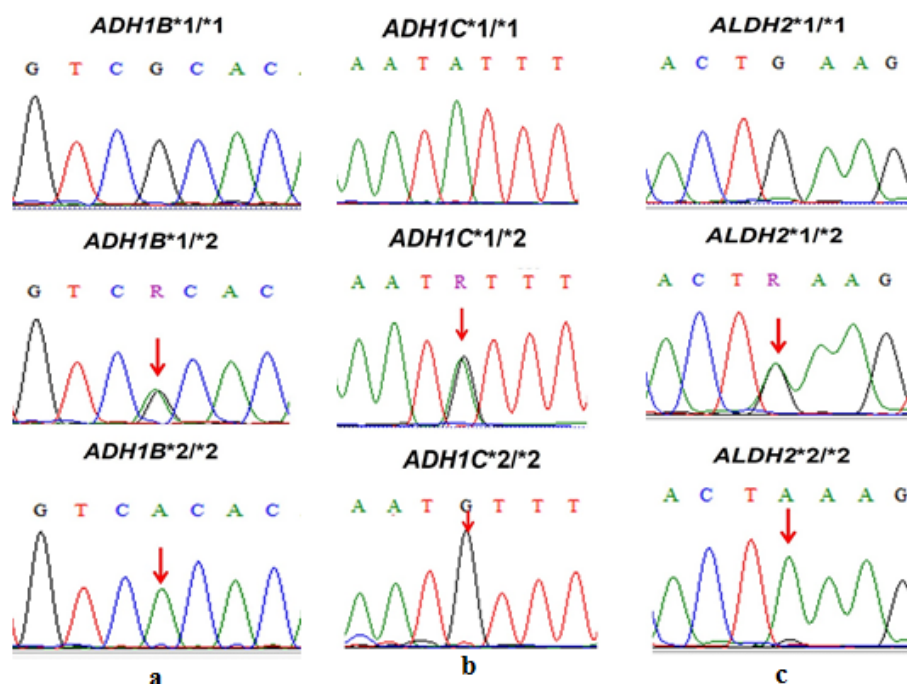 ADH1B*1/*1
G T C G C A C
ADH1B*1/*2
G T C R C A C
ADH1B*2/*2
G T C A C A C
a
ADH1C*1/*1
A A T A T T T
ADH1C*1/*2
A A T R T T T
ADH1C*2/*2
A A T G T T T
b
ALDH2*1/*1
A C T G A A G
ALDH2*1/*2
A C T R A A G
ALDH2*2/*2
A C T A A A G
c